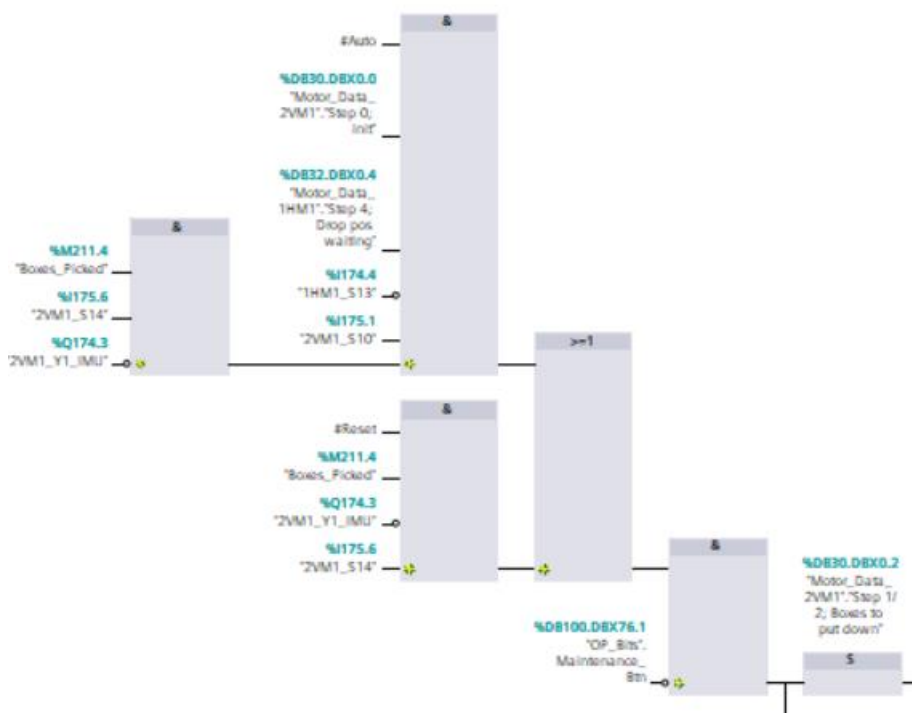 &
#Auto
%DB30.DBX0.0
"Motor_Data_
2VM1"."Step 0;
Init"
%DB32.DBX0.4
"Motor_Data_
1HM1"."Step 4;
Drop pos
waiting"
&
%M211.4
"Boxes_Picked"
%I174.4
"1HM1_S13"
%I175.6
"2VM1_S14"
%I175.1
"2VM1_S10"
%Q174.3
"2VM1_Y1_IMU"
>=1
&
#Reset
%M211.4
"Boxes_Picked"
%Q174.3
"2VM1_Y1_IMU"
%I175.6
"2VM1_S14"
&
%DB30.DBX0.2
"Motor_Data_
2VM1"."Step 1/
2; Boxes to
put down"
%DB100.DBX76.1
"OP_Bits".
Maintenance_
Btn
S